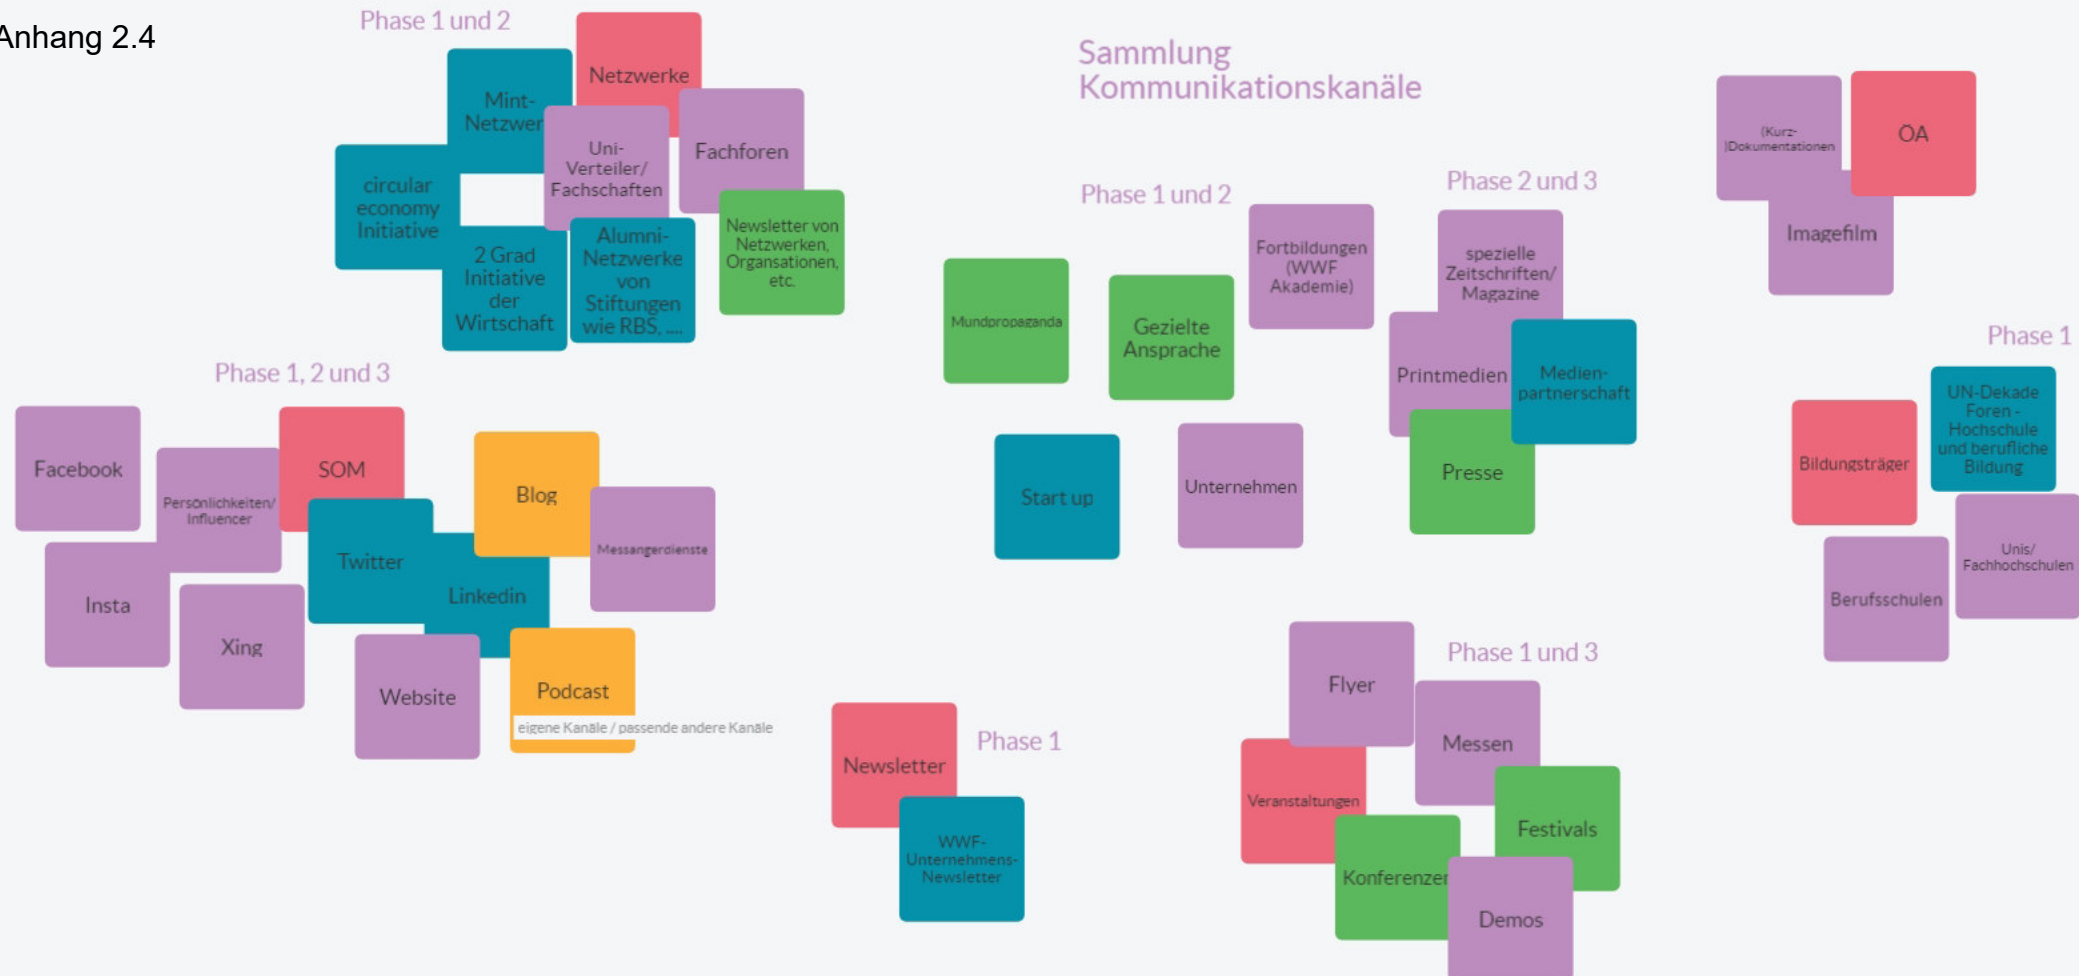 Anhang 2.4
Phase 1 und 2
Netzwerke
Mint-
Netzwer
Uni-
Verteiler/
Fachschaften
Fachforen
circular
economy
Initiative
2 Grad
Initiative
der
Wirtschaft
Alumni-
Netzwerke
von
Stiftungen
wie RBS, ....
Newsletter von
Netzwerken,
Organsationen,
etc.
Sammlung
Kommunikationskanäle
Phase 1 und 2
Mundpropaganda
Gezielte
Ansprache
Fortbildungen
(WWF
Akademie)
Start up
Unternehmen
Phase 2 und 3
spezielle
Zeitschriften/
Magazine
Printmedien
Medien-
partnerschaft
Presse
(Kurz-
)Dokumentationen
ÖA
Imagefilm
Phase 1
UN-Dekade
Foren -
Hochschule
und berufliche
Bildung
Bildungsträger
Unis/
Fachhochschulen
Berufsschulen
Phase 1, 2 und 3
Facebook
Persönlichkeiten/
Influencer
SOM
Blog
Messangerdienste
Twitter
Linkedin
Insta
Xing
Website
Podcast
eigene Kanäle / passende andere Kanäle
Newsletter
Phase 1
WWF-
Unternehmens-
Newsletter
Phase 1 und 3
Flyer
Messen
Veranstaltungen
Festivals
Konferenzer
Demos